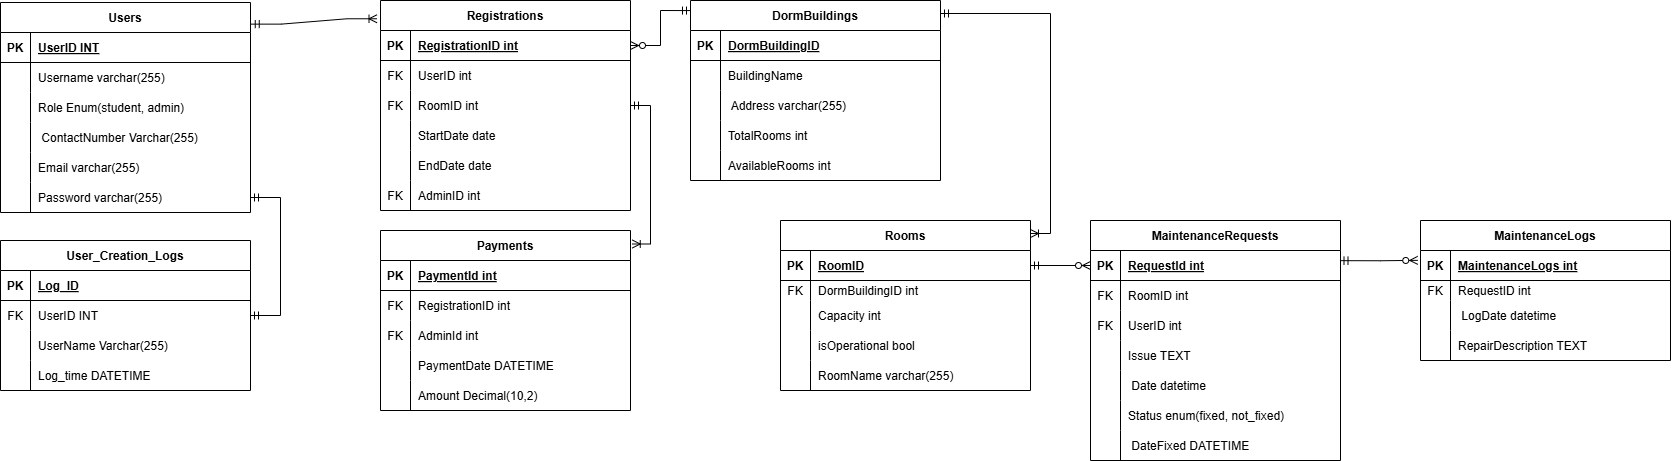 Users
PK UserID INT
Username varchar(255)
Role Enum(student, admin)
ContactNumber Varchar(255)
Email varchar(255)
Password varchar(255)
User_Creation_Logs
PK Log_ID
FK UserID INT
UserName Varchar(255)
Log_time DATETIME
Registrations
PK RegistrationID int
FK UserID int
FK RoomID int
StartDate date
EndDate date
FK AdminID int
Payments
PK PaymentId int
FK RegistrationID int
FK AdminId int
PaymentDate DATETIME
Amount Decimal(10,2)
DormBuildings
PK DormBuildingID
BuildingName
Address varchar(255)
TotalRooms int
AvailableRooms int
Rooms
PK RoomID
FK DormBuildingID int
Capacity int
isOperational bool
RoomName varchar(255)
MaintenanceRequests
PK RequestId int
FK RoomID int
FK UserID int
Issue TEXT
Date datetime
Status enum(fixed, not_fixed)
DateFixed DATETIME
MaintenanceLogs
PK MaintenanceLogs int
FK RequestID int
LogDate datetime
RepairDescription TEXT